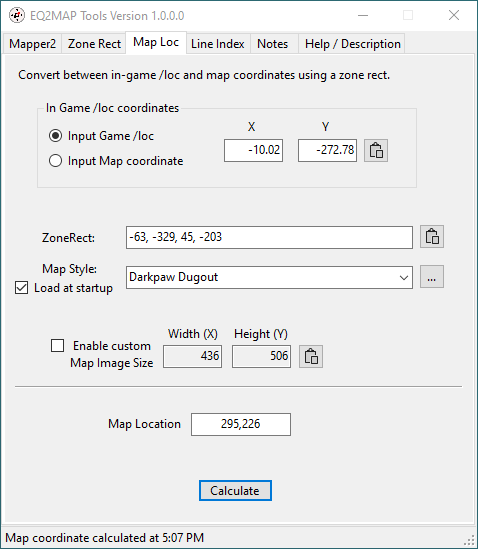 EQ2MAP Tools Version 1.0.0.0
Mapper2 Zone Rect Map Loc Line Index Notes Help / Description
Convert between in-game /loc and map coordinates using a zone rect.
In Game /loc coordinates
X Y
Input Game /loc -10.02 -272.78
Input Map coordinate
ZoneRect: -63, -329, 45, -203
Map Style: Darkpaw Dugout
Load at startup ...
Width (X) Height (Y)
Enable custom 436 506
Map Image Size
Map Location 295,226
Calculate
Map coordinate calculated at 5:07 PM